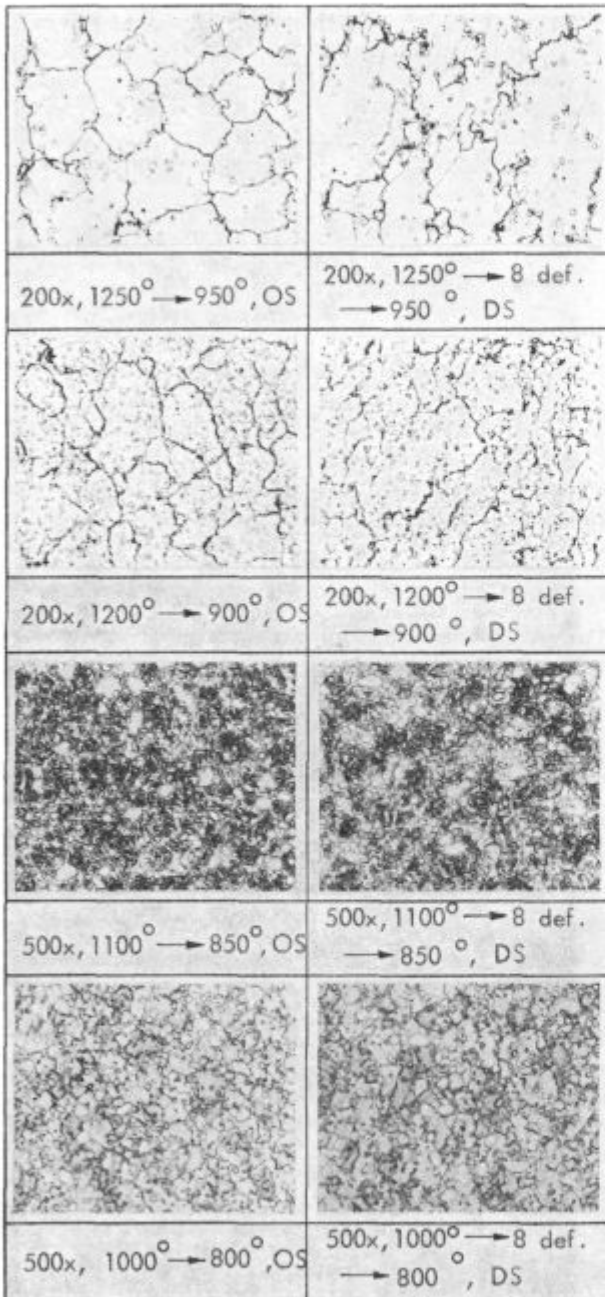 200x, 1250° → 950°, OS
200x, 1250° → 8 def.
→ 950 °, DS
200x, 1200° → 900°, OS
200x, 1200° → 8 def.
→ 900 °, DS
500x, 1100° → 850°, OS
500x, 1100° → 8 def.
→ 850 °, DS
500x, 1000° → 800°, OS
500x, 1000° → 8 def.
→ 800 °, DS